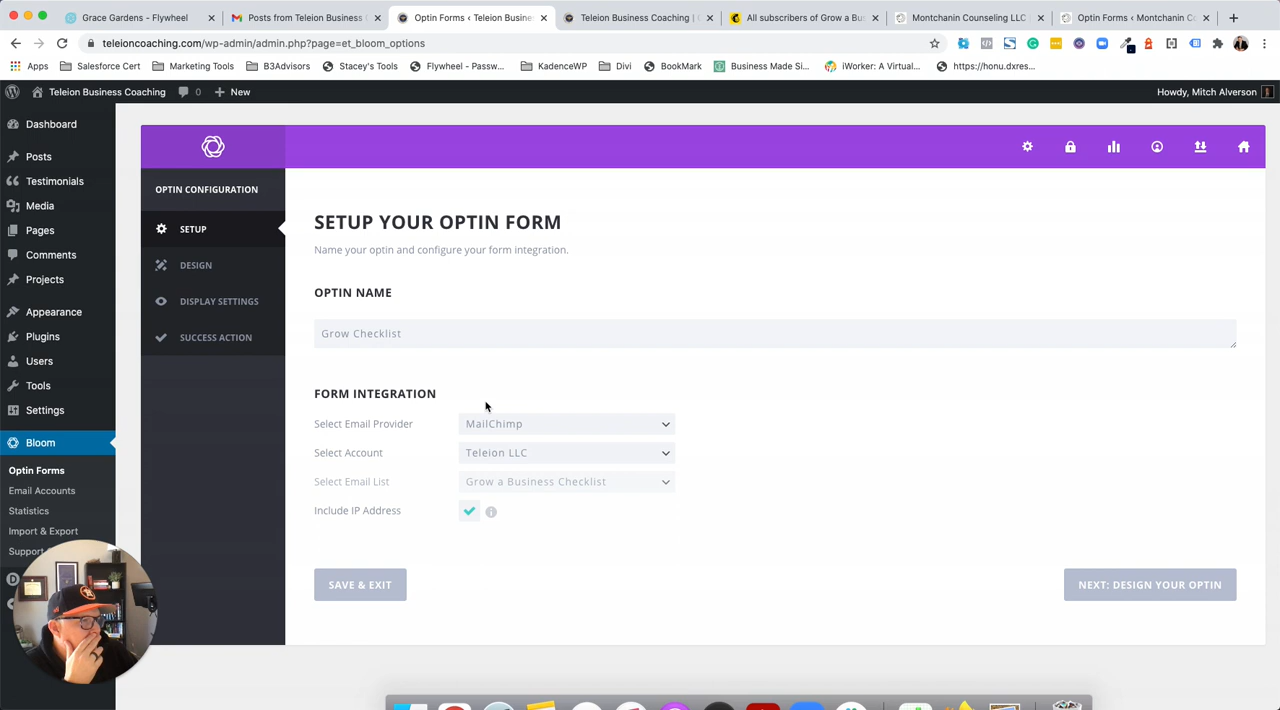 Grace Gardens - Flywheel
Posts from Teleion Business C
Optin Forms ‹ Teleion Busine
Teleion Business Coaching | C
All subscribers of Grow a Bus
Montchanin Counseling LLC |
Optin Forms ‹ Montchanin Co
teleioncoaching.com/wp-admin/admin.php?page=et_bloom_options
Apps
Salesforce Cert
Marketing Tools
B3Advisors
Stacey's Tools
Flywheel - Passw...
KadenceWP
Divi
BookMark
Business Made Si...
iWorker: A Virtual...
https://honu.dxres...
Teleion Business Coaching
0
New
Howdy, Mitch Alverson
Dashboard
Posts
Testimonials
Media
Pages
Comments
Projects
Appearance
Plugins
Users
Tools
Settings
Bloom
Optin Forms
Email Accounts
Statistics
Import & Export
Support
OPTIN CONFIGURATION
SETUP
DESIGN
DISPLAY SETTINGS
SUCCESS ACTION
SETUP YOUR OPTIN FORM
Name your optin and configure your form integration.
OPTIN NAME
Grow Checklist
FORM INTEGRATION
Select Email Provider
MailChimp
Select Account
Teleion LLC
Select Email List
Grow a Business Checklist
Include IP Address
SAVE & EXIT
NEXT: DESIGN YOUR OPTIN